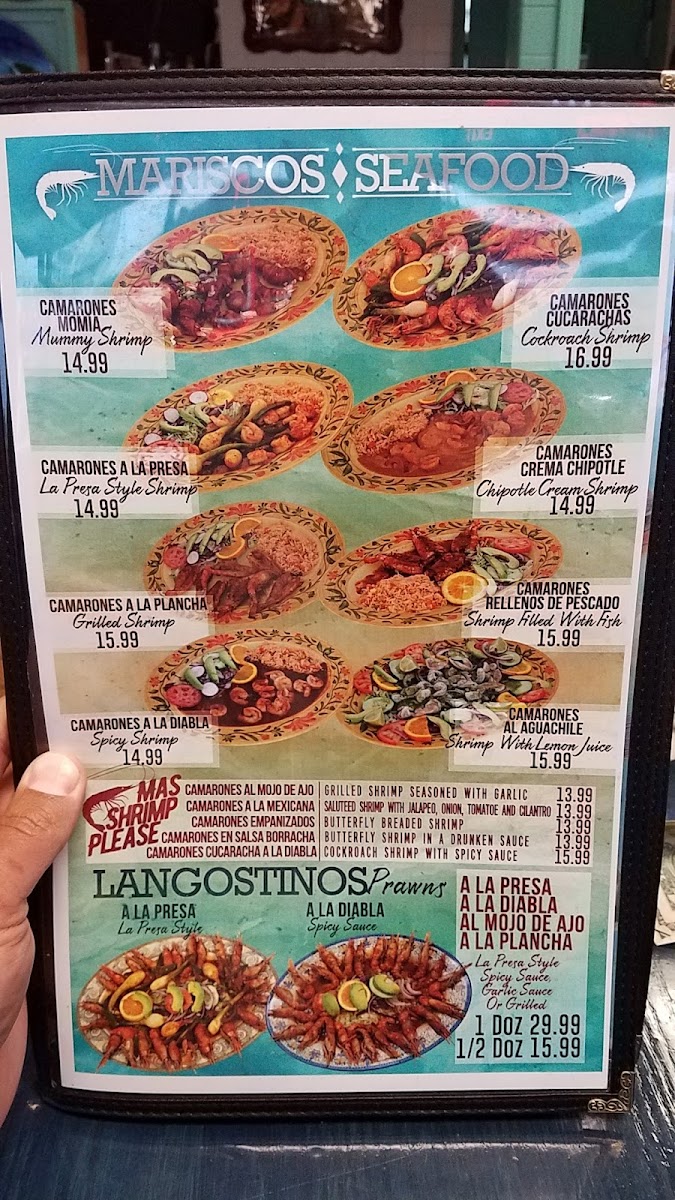 MARISCOS SEAFOOD
CAMARONES
MOMIA
Mummy Shrimp
14.99
CAMARONES
CUCARACHAS
Cockroach Shrimp
16.99
CAMARONES A LA PRESA
La Presa Style Shrimp
14.99
CAMARONES
CREMA CHIPOTLE
Chipotle Cream Shrimp
14.99
CAMARONES A LA PLANCHA
Grilled Shrimp
15.99
CAMARONES
RELLENOS DE PESCADO
Shrimp Filled With Fish
15.99
CAMARONES A LA DIABLA
Spicy Shrimp
14.99
CAMARONES
AL AGUACHILE
Shrimp With Lemon Juice
15.99
MAS
SHRIMP
PLEASE
CAMARONES AL MOJO DE AJO GRILLED SHRIMP SEASONED WITH GARLIC 13.99
CAMARONES A LA MEXICANA SALUTEED SHRIMP WITH JALAPEO, ONION, TOMATOE AND CILANTRO 13.99
CAMARONES EMPANIZADOS BUTTERFLY BREADED SHRIMP 13.99
CAMARONES EN SALSA BORRACHA BUTTERFLY SHRIMP IN A DRUNKEN SAUCE 13.99
CAMARONES CUCARACHA A LA DIABLA COCKROACH SHRIMP WITH SPICY SAUCE 15.99
LANGOSTINOS Prawns
A LA PRESA
La Presa Style
A LA DIABLA
Spicy Sauce
A LA PRESA
A LA DIABLA
AL MOJO DE AJO
A LA PLANCHA
La Presa Style
Spicy Sauce,
Garlic Sauce
Or Grilled
1 DOZ 29.99
1/2 DOZ 15.99